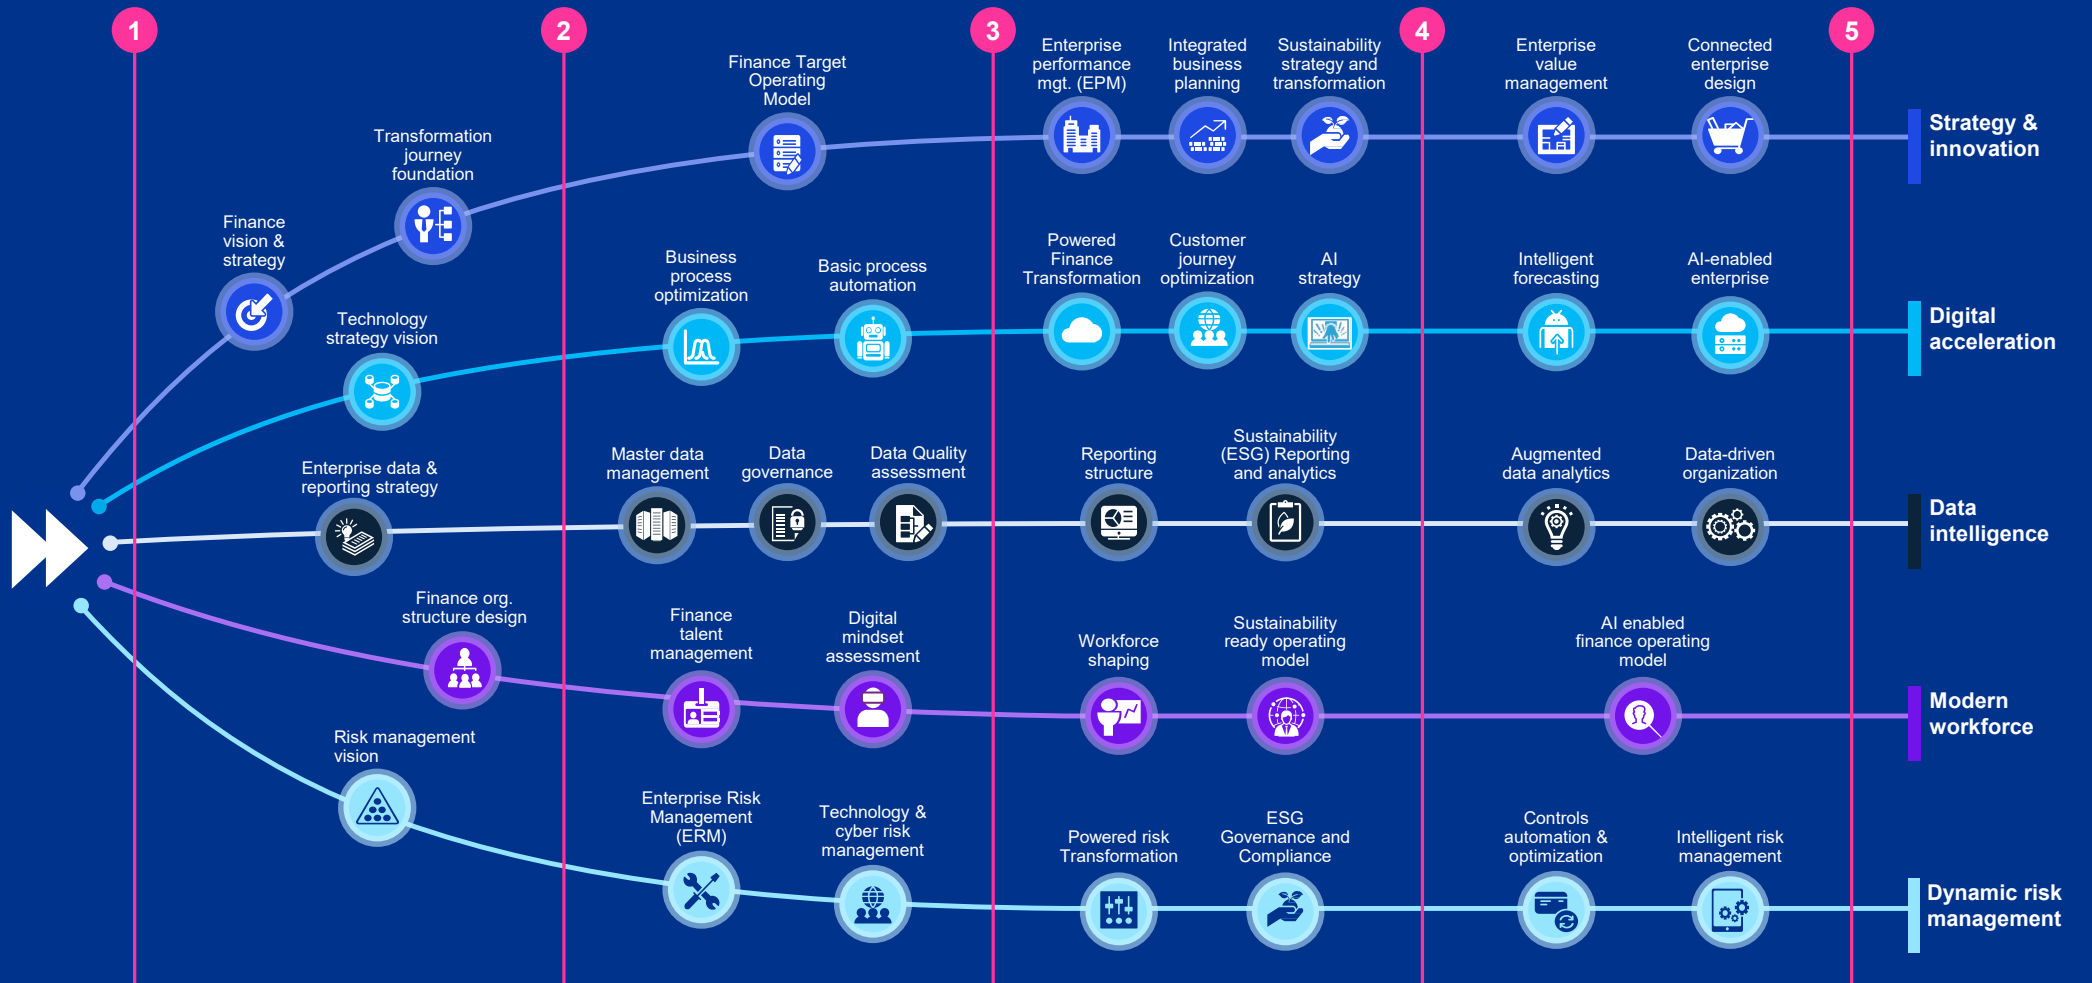 1
2
3
4
5
Finance
vision &
strategy
Transformation
journey
foundation
Finance Target
Operating
Model
Enterprise
performance
mgt. (EPM)
Integrated
business
planning
Sustainability
strategy and
transformation
Enterprise
value
management
Connected
enterprise
design
Strategy &
innovation
Technology
strategy vision
Business
process
optimization
Basic process
automation
Powered
Finance
Transformation
Customer
journey
optimization
AI
strategy
Intelligent
forecasting
AI-enabled
enterprise
Digital
acceleration
Enterprise data &
reporting strategy
Master data
management
Data
governance
Data Quality
assessment
Reporting
structure
Sustainability
(ESG) Reporting
and analytics
Augmented
data analytics
Data-driven
organization
Data
intelligence
Finance org.
structure design
Finance
talent
management
Digital
mindset
assessment
Workforce
shaping
Sustainability
ready operating
model
AI enabled
finance operating
model
Modern
workforce
Risk management
vision
Enterprise Risk
Management
(ERM)
Technology &
cyber risk
management
Powered risk
Transformation
ESG
Governance and
Compliance
Controls
automation &
optimization
Intelligent risk
management
Dynamic risk
management